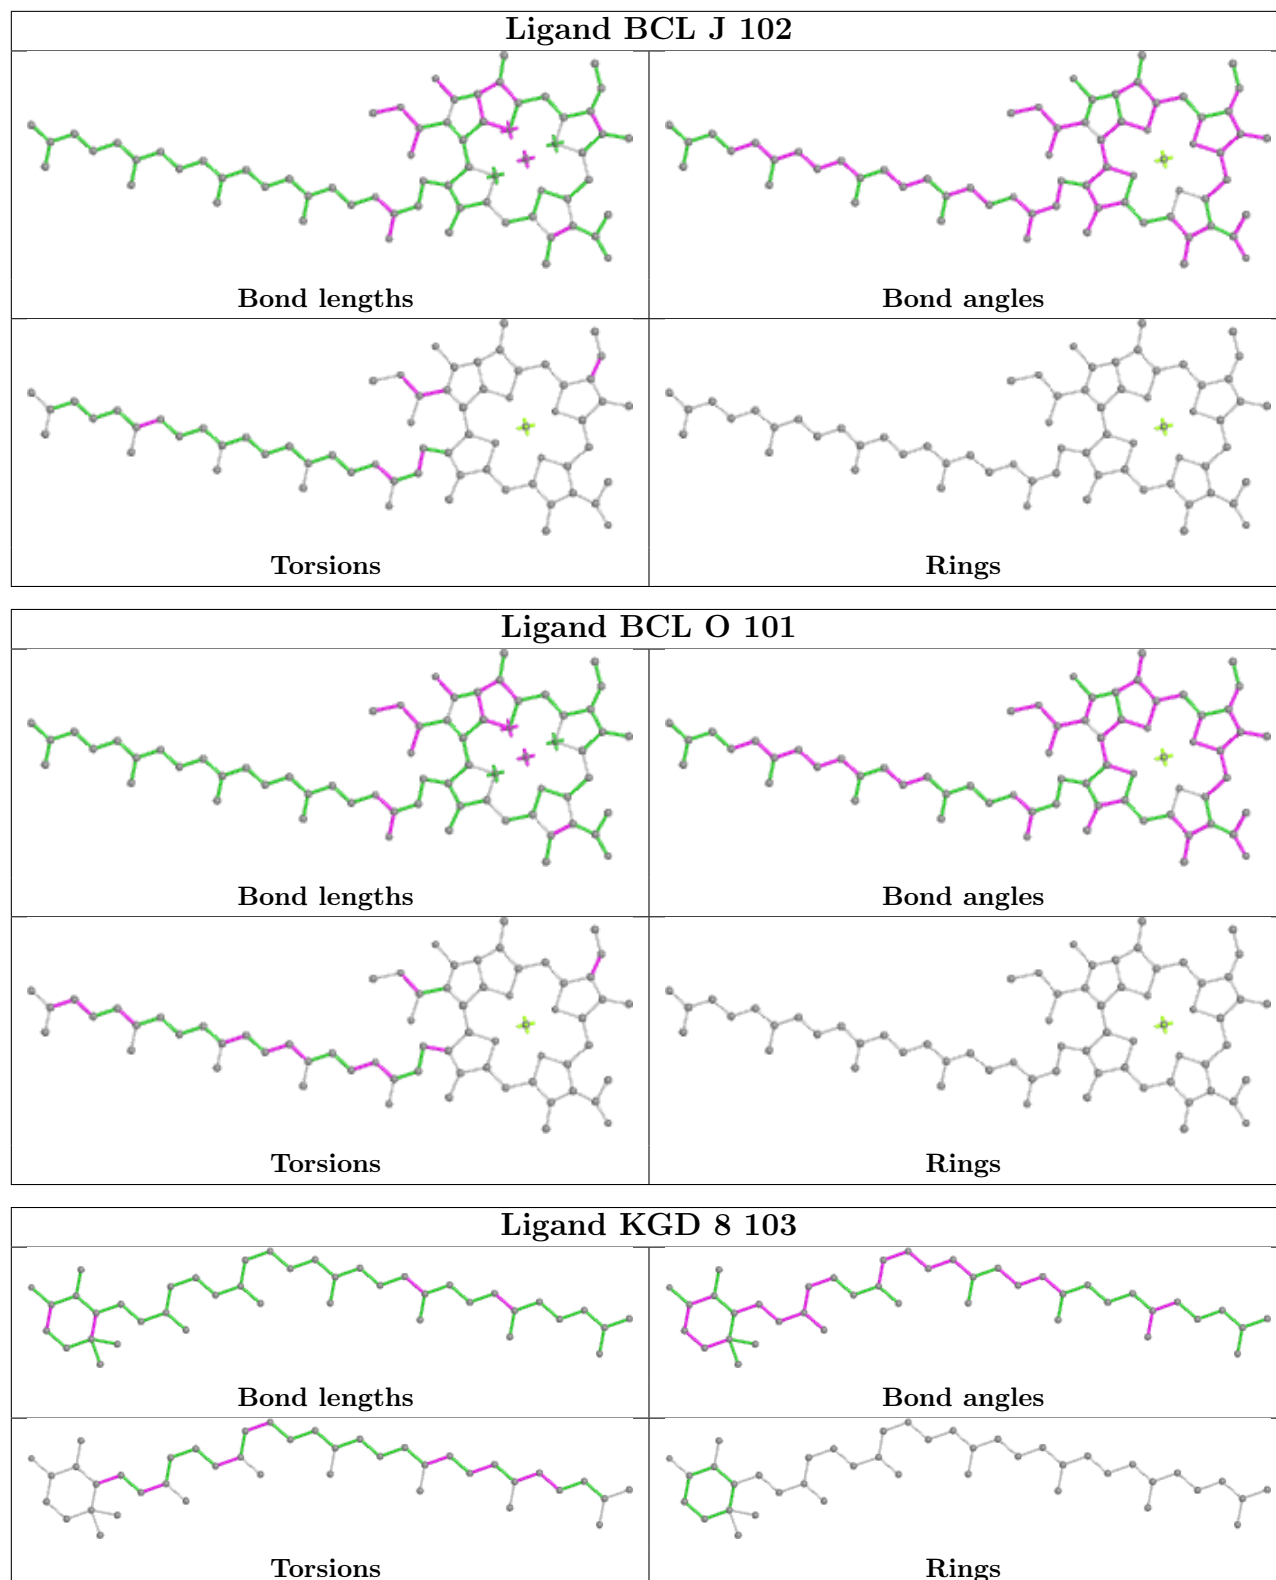 Ligand BCL J 102
Bond lengths
Bond angles
Torsions
Rings
Ligand BCL O 101
Bond lengths
Bond angles
Torsions
Rings
Ligand KGD 8 103
Bond lengths
Bond angles
Torsions
Rings